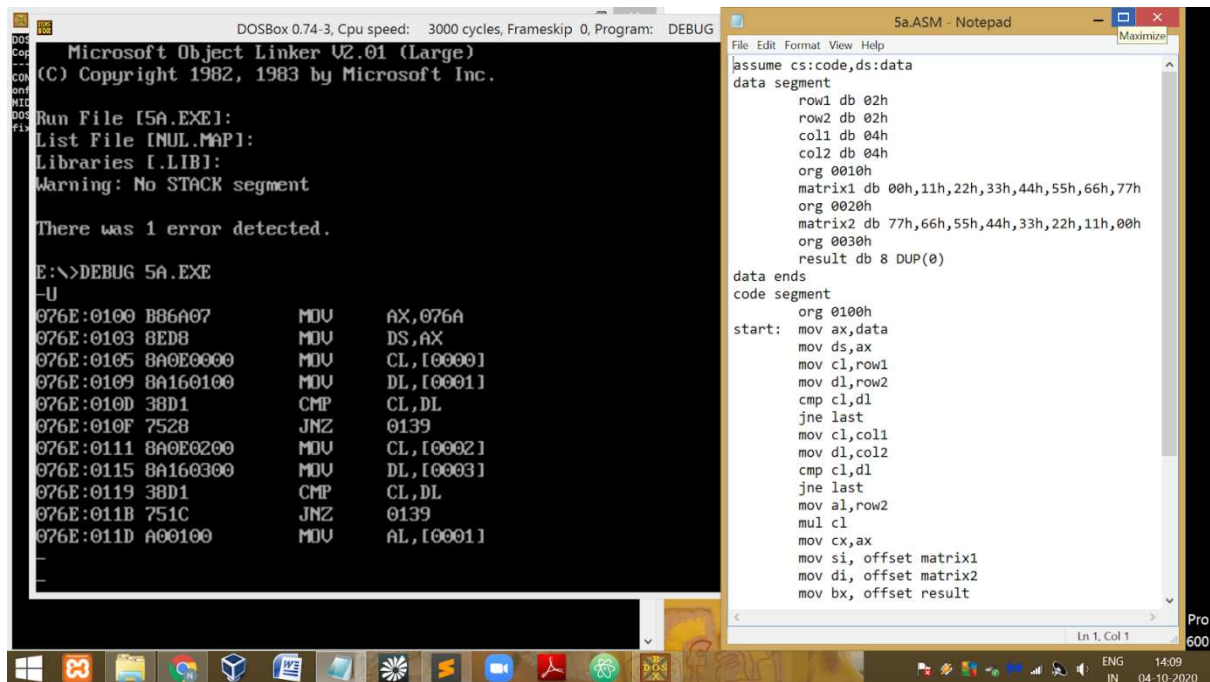 DOSBox 0.74-3, Cpu speed: 3000 cycles, Frameskip 0, Program: DEBUG
Microsoft Object Linker V2.01 (Large)
(C) Copyright 1982, 1983 by Microsoft Inc.
Run File [5A.EXE]:
List File [NUL.MAP]:
Libraries [.LIB]:
Warning: No STACK segment
There was 1 error detected.
E:\>DEBUG 5A.EXE
-U
076E:0100 B86A07 MOV AX,076A
076E:0103 8ED8 MOV DS,AX
076E:0105 8A0E0000 MOV CL,[0000]
076E:0109 8A160100 MOV DL,[0001]
076E:010D 38D1 CMP CL,DL
076E:010F 7528 JNZ 0139
076E:0111 8A0E0200 MOV CL,[0002]
076E:0115 8A160300 MOV DL,[0003]
076E:0119 38D1 CMP CL,DL
076E:011B 751C JNZ 0139
076E:011D A00100 MOV AL,[0001]
-
-
5a.ASM - Notepad
Maximize
File Edit Format View Help
assume cs:code,ds:data
data segment
row1 db 02h
row2 db 02h
col1 db 04h
col2 db 04h
org 0010h
matrix1 db 00h,11h,22h,33h,44h,55h,66h,77h
org 0020h
matrix2 db 77h,66h,55h,44h,33h,22h,11h,00h
org 0030h
result db 8 DUP(0)
data ends
code segment
org 0100h
start: mov ax,data
mov ds,ax
mov cl,row1
mov dl,row2
cmp cl,dl
jne last
mov cl,col1
mov dl,col2
cmp cl,dl
jne last
mov al,row2
mul cl
mov cx,ax
mov si, offset matrix1
mov di, offset matrix2
mov bx, offset result
Ln 1, Col 1
Pro
600
ENG
IN
14:09
04-10-2020